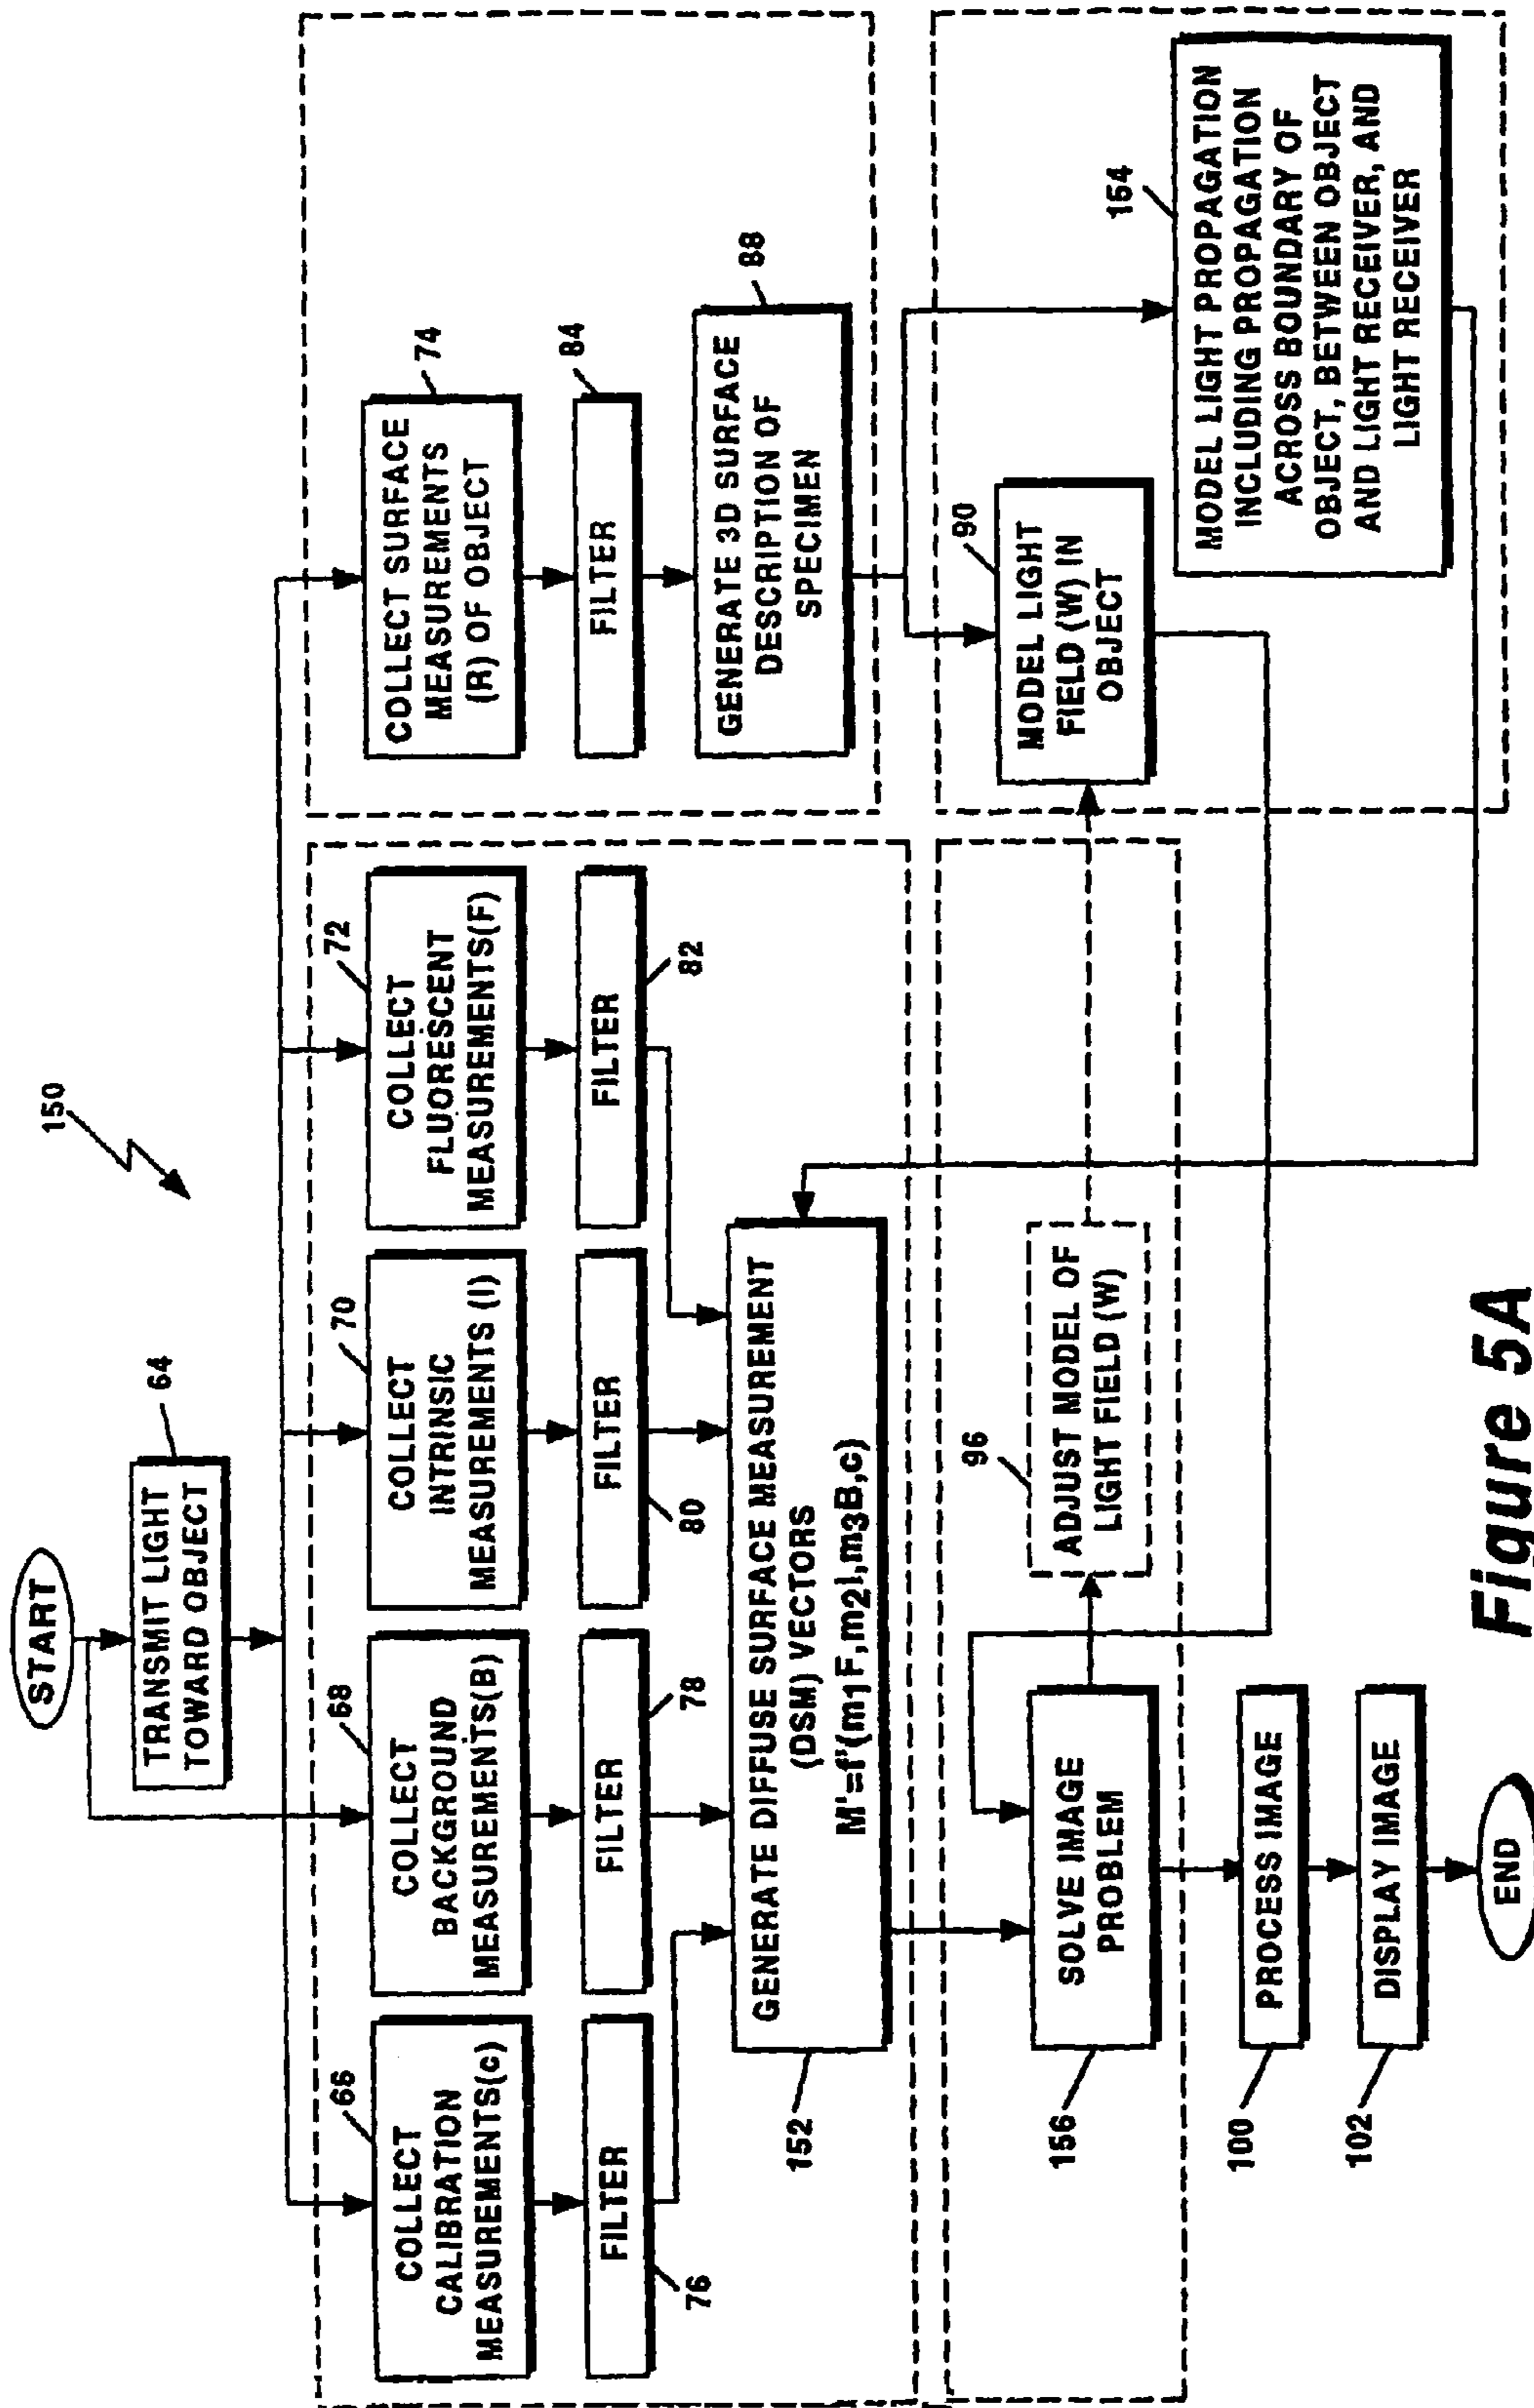 150
START
TRANSMIT LIGHT
TOWARD OBJECT
64
66
COLLECT
CALIBRATION
MEASUREMENTS(c)
68
COLLECT
BACKGROUND
MEASUREMENTS(B)
70
COLLECT
INTRINSIC
MEASUREMENTS (I)
72
COLLECT
FLUORESCENT
MEASUREMENTS(F)
74
COLLECT SURFACE
MEASUREMENTS
(R) OF OBJECT
FILTER
76
FILTER
78
FILTER
80
FILTER
82
FILTER
84
GENERATE DIFFUSE SURFACE MEASUREMENT
(DSM) VECTORS
M'=f'(m1F,m2I,m3B,c)
152
GENERATE 3D SURFACE
DESCRIPTION OF
SPECIMEN
88
SOLVE IMAGE
PROBLEM
156
96
ADJUST MODEL OF
LIGHT FIELD (W)
90
MODEL LIGHT
FIELD (W) IN
OBJECT
154
MODEL LIGHT PROPAGATION
INCLUDING PROPAGATION
ACROSS BOUNDARY OF
OBJECT, BETWEEN OBJECT
AND LIGHT RECEIVER, AND
LIGHT RECEIVER
PROCESS IMAGE
100
DISPLAY IMAGE
102
END
Figure 5A